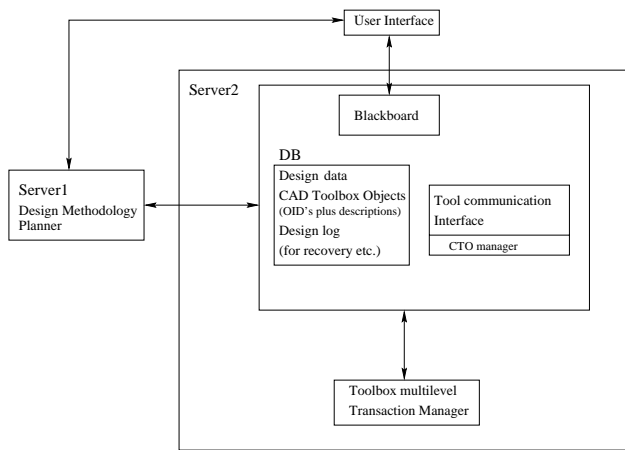 User Interface
Server2
Blackboard
DB
Design data
CAD Toolbox Objects
(OID's plus descriptions)
Design log
(for recovery etc.)
Tool communication
Interface
CTO manager
Server1
Design Methodology
Planner
Toolbox multilevel
Transaction Manager